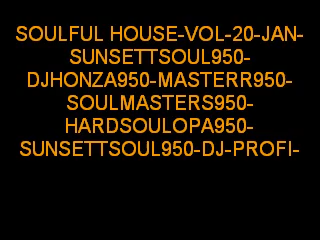 SOULFUL HOUSE-VOL-20-JAN-
SUNSETTSOUL950-
DJHONZA950-MASTERR950-
SOULMASTERS950-
HARDSOULOPA950-
SUNSETTSOUL950-DJ-PROFI-